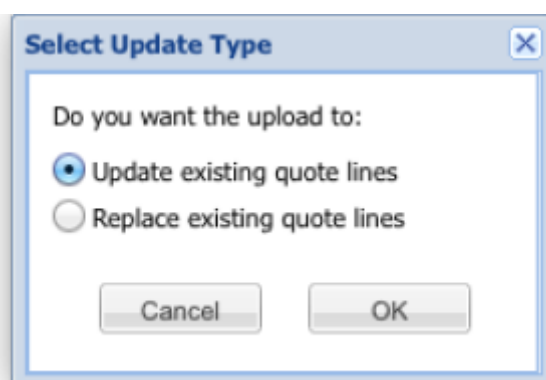 Select Update Type
Do you want the upload to:
Update existing quote lines
Replace existing quote lines
Cancel OK